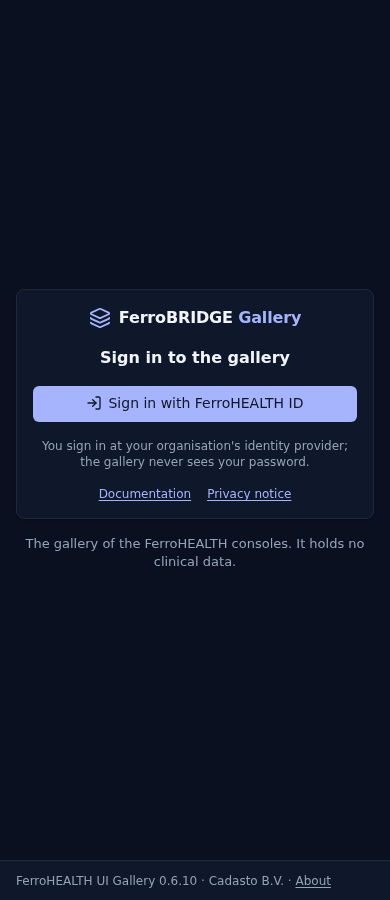 FerroBRIDGE Gallery
Sign in to the gallery
Sign in with FerroHEALTH ID
You sign in at your organisation's identity provider;
the gallery never sees your password.
Documentation Privacy notice
The gallery of the FerroHEALTH consoles. It holds no
clinical data.
FerroHEALTH UI Gallery 0.6.10 · Cadasto B.V. · About